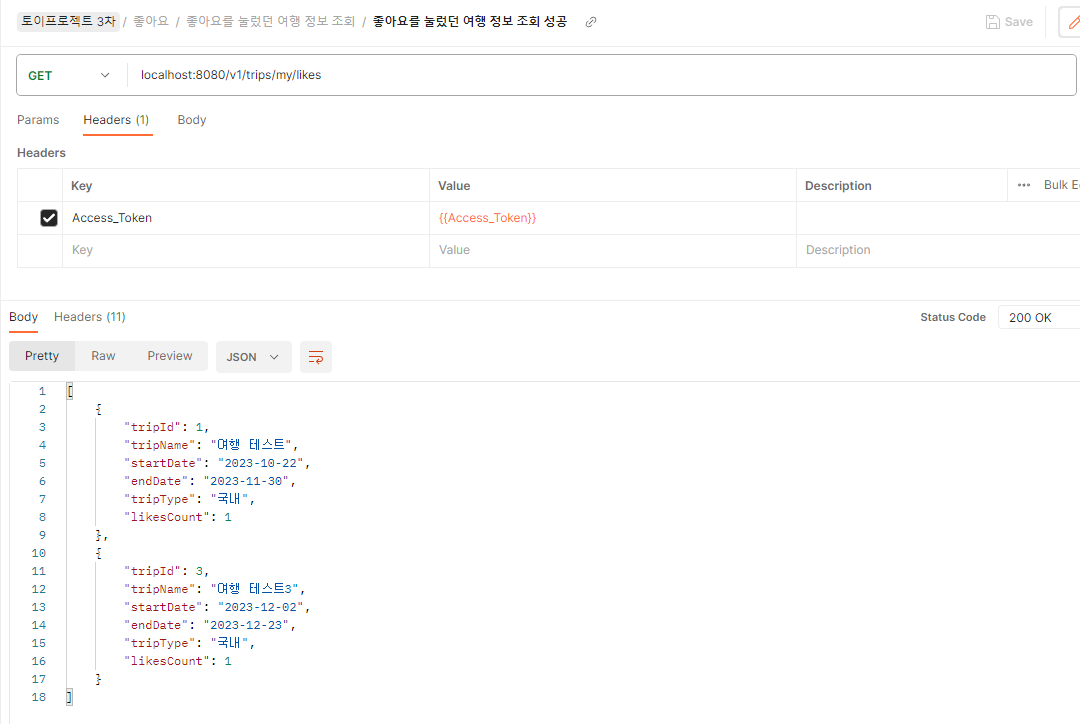 토이프로젝트 3차 / 좋아요 / 좋아요를 눌렀던 여행 정보 조회 / 좋아요를 눌렀던 여행 정보 조회 성공 Save
GET localhost:8080/v1/trips/my/likes
Params Headers (1) Body
Headers
Key Value Description ••• Bulk E
Access_Token {{Access_Token}}
Key Value Description
Body Headers (11) Status Code 200 OK
Pretty Raw Preview JSON
1 [
2 {
3 "tripId": 1,
4 "tripName": "여행 테스트",
5 "startDate": "2023-10-22",
6 "endDate": "2023-11-30",
7 "tripType": "국내",
8 "likesCount": 1
9 },
10 {
11 "tripId": 3,
12 "tripName": "여행 테스트3",
13 "startDate": "2023-12-02",
14 "endDate": "2023-12-23",
15 "tripType": "국내",
16 "likesCount": 1
17 }
18 ]